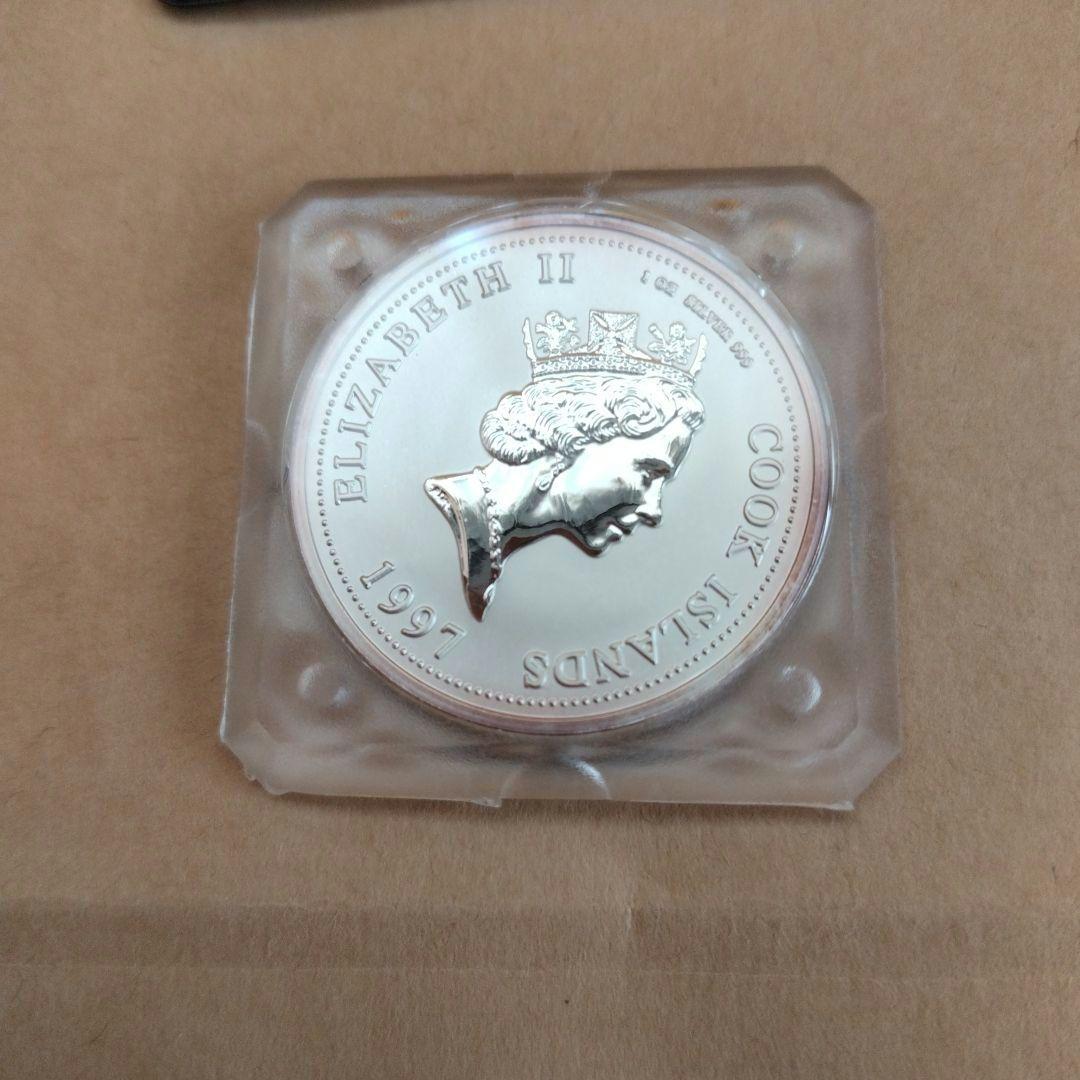 ELIZABETH II
1 OZ SILVER 999
COOK ISLANDS
1997